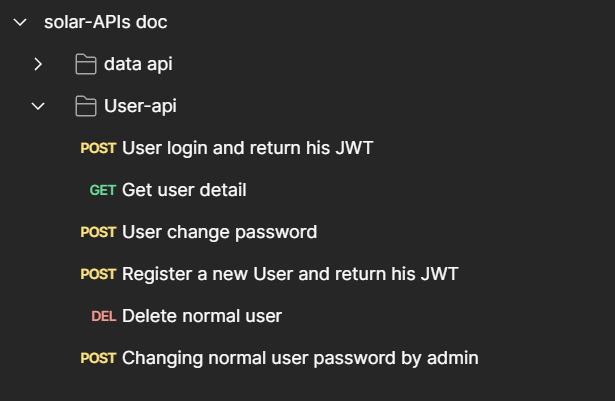 solar-APIs doc
data api
User-api
POST User login and return his JWT
GET Get user detail
POST User change password
POST Register a new User and return his JWT
DEL Delete normal user
POST Changing normal user password by admin